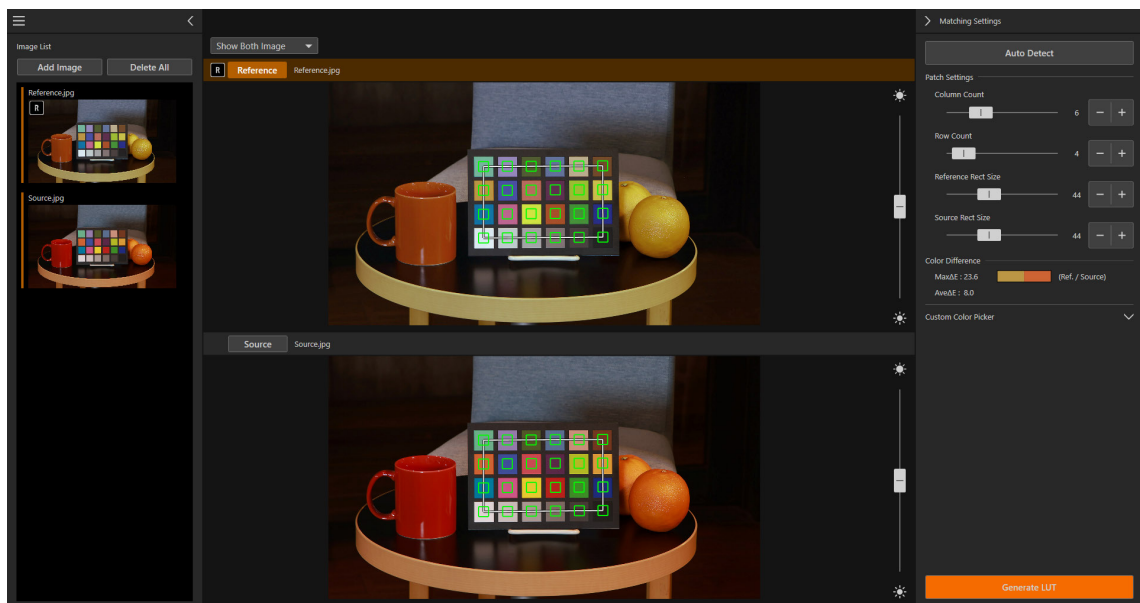 Image List
Add Image
Delete All
Reference.jpg
R
Source.jpg
Show Both Image
R Reference Reference.jpg
Source Source.jpg
Matching Settings
Auto Detect
Patch Settings
Column Count
6 − +
Row Count
4 − +
Reference Rect Size
44 − +
Source Rect Size
44 − +
Color Difference
MaxΔE : 23.6 (Ref. / Source)
AveΔE : 8.0
Custom Color Picker
Generate LUT